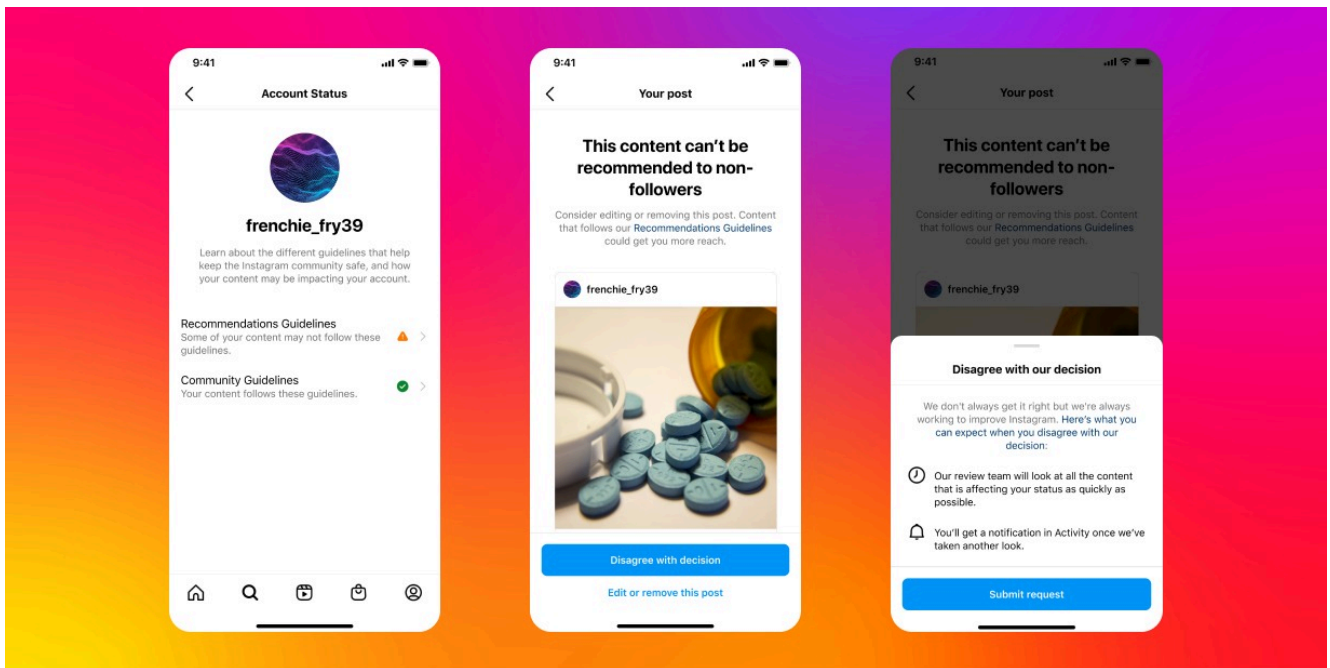 9:41
Account Status
frenchie_fry39
Learn about the different guidelines that help
keep the Instagram community safe, and how
your content may be impacting your account.
Recommendations Guidelines
Some of your content may not follow these
guidelines.
Community Guidelines
Your content follows these guidelines.
9:41
Your post
This content can't be
recommended to non-
followers
Consider editing or removing this post. Content
that follows our Recommendations Guidelines
could get you more reach.
frenchie_fry39
Disagree with decision
Edit or remove this post
9:41
Your post
This content can't be
recommended to non-
followers
Consider editing or removing this post. Content
that follows our Recommendations Guidelines
could get you more reach.
frenchie_fry39
Disagree with our decision
We don't always get it right but we're always
working to improve Instagram. Here's what you
can expect when you disagree with our
decision:
Our review team will look at all the content
that is affecting your status as quickly as
possible.
You'll get a notification in Activity once we've
taken another look.
Submit request